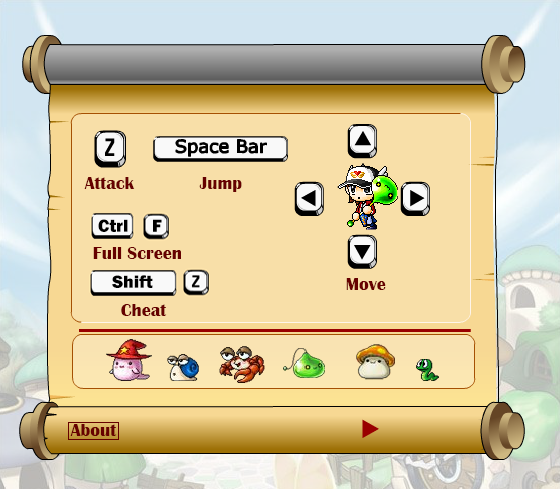 Z
Space Bar
Attack
Jump
Ctrl F
Full Screen
Shift Z
Cheat
Move
About